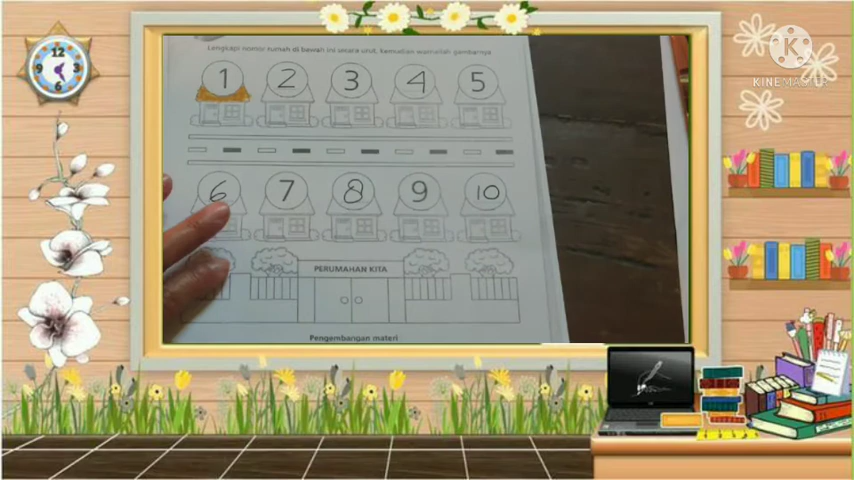 KINEMASTER
Lengkapi nomor rumah di bawah ini secara urut, kemudian warnailah gambarnya
1 2 3 4 5
6 7 8 9 10
PERUMAHAN KITA
Pengembangan materi